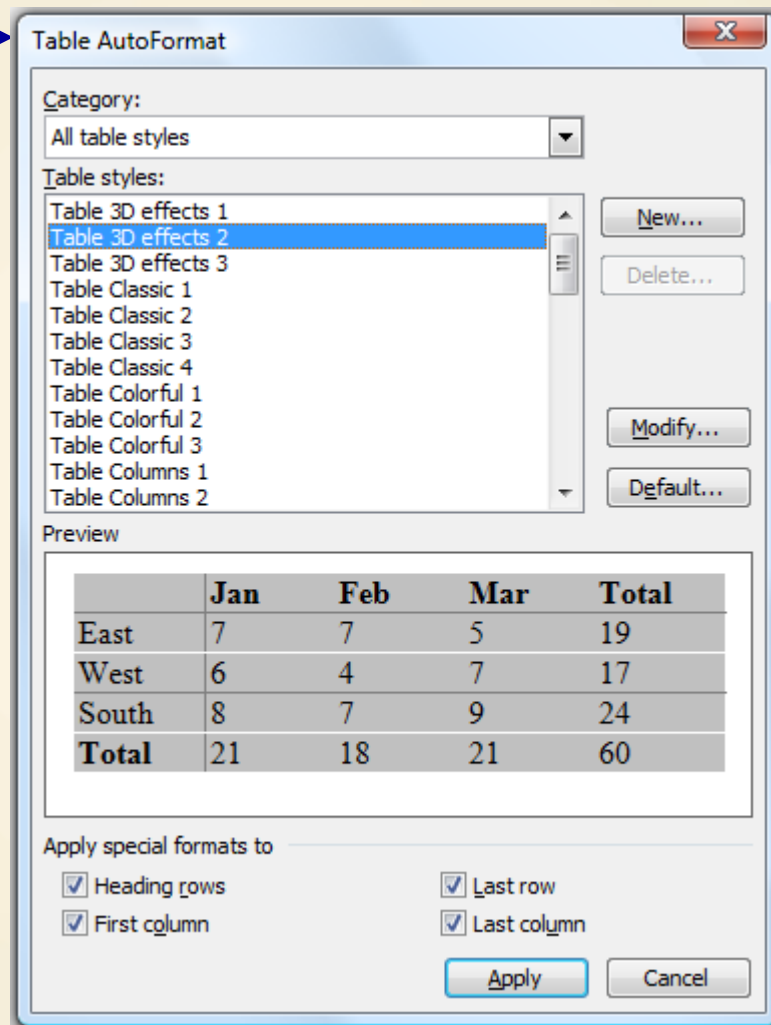 Table AutoFormat
Category:
All table styles
Table styles:
Table 3D effects 1
Table 3D effects 2
Table 3D effects 3
Table Classic 1
Table Classic 2
Table Classic 3
Table Classic 4
Table Colorful 1
Table Colorful 2
Table Colorful 3
Table Columns 1
Table Columns 2
New...
Delete...
Modify...
Default...
Preview
Jan Feb Mar Total
East 7 7 5 19
West 6 4 7 17
South 8 7 9 24
Total 21 18 21 60
Apply special formats to
Heading rows Last row
First column Last column
Apply Cancel